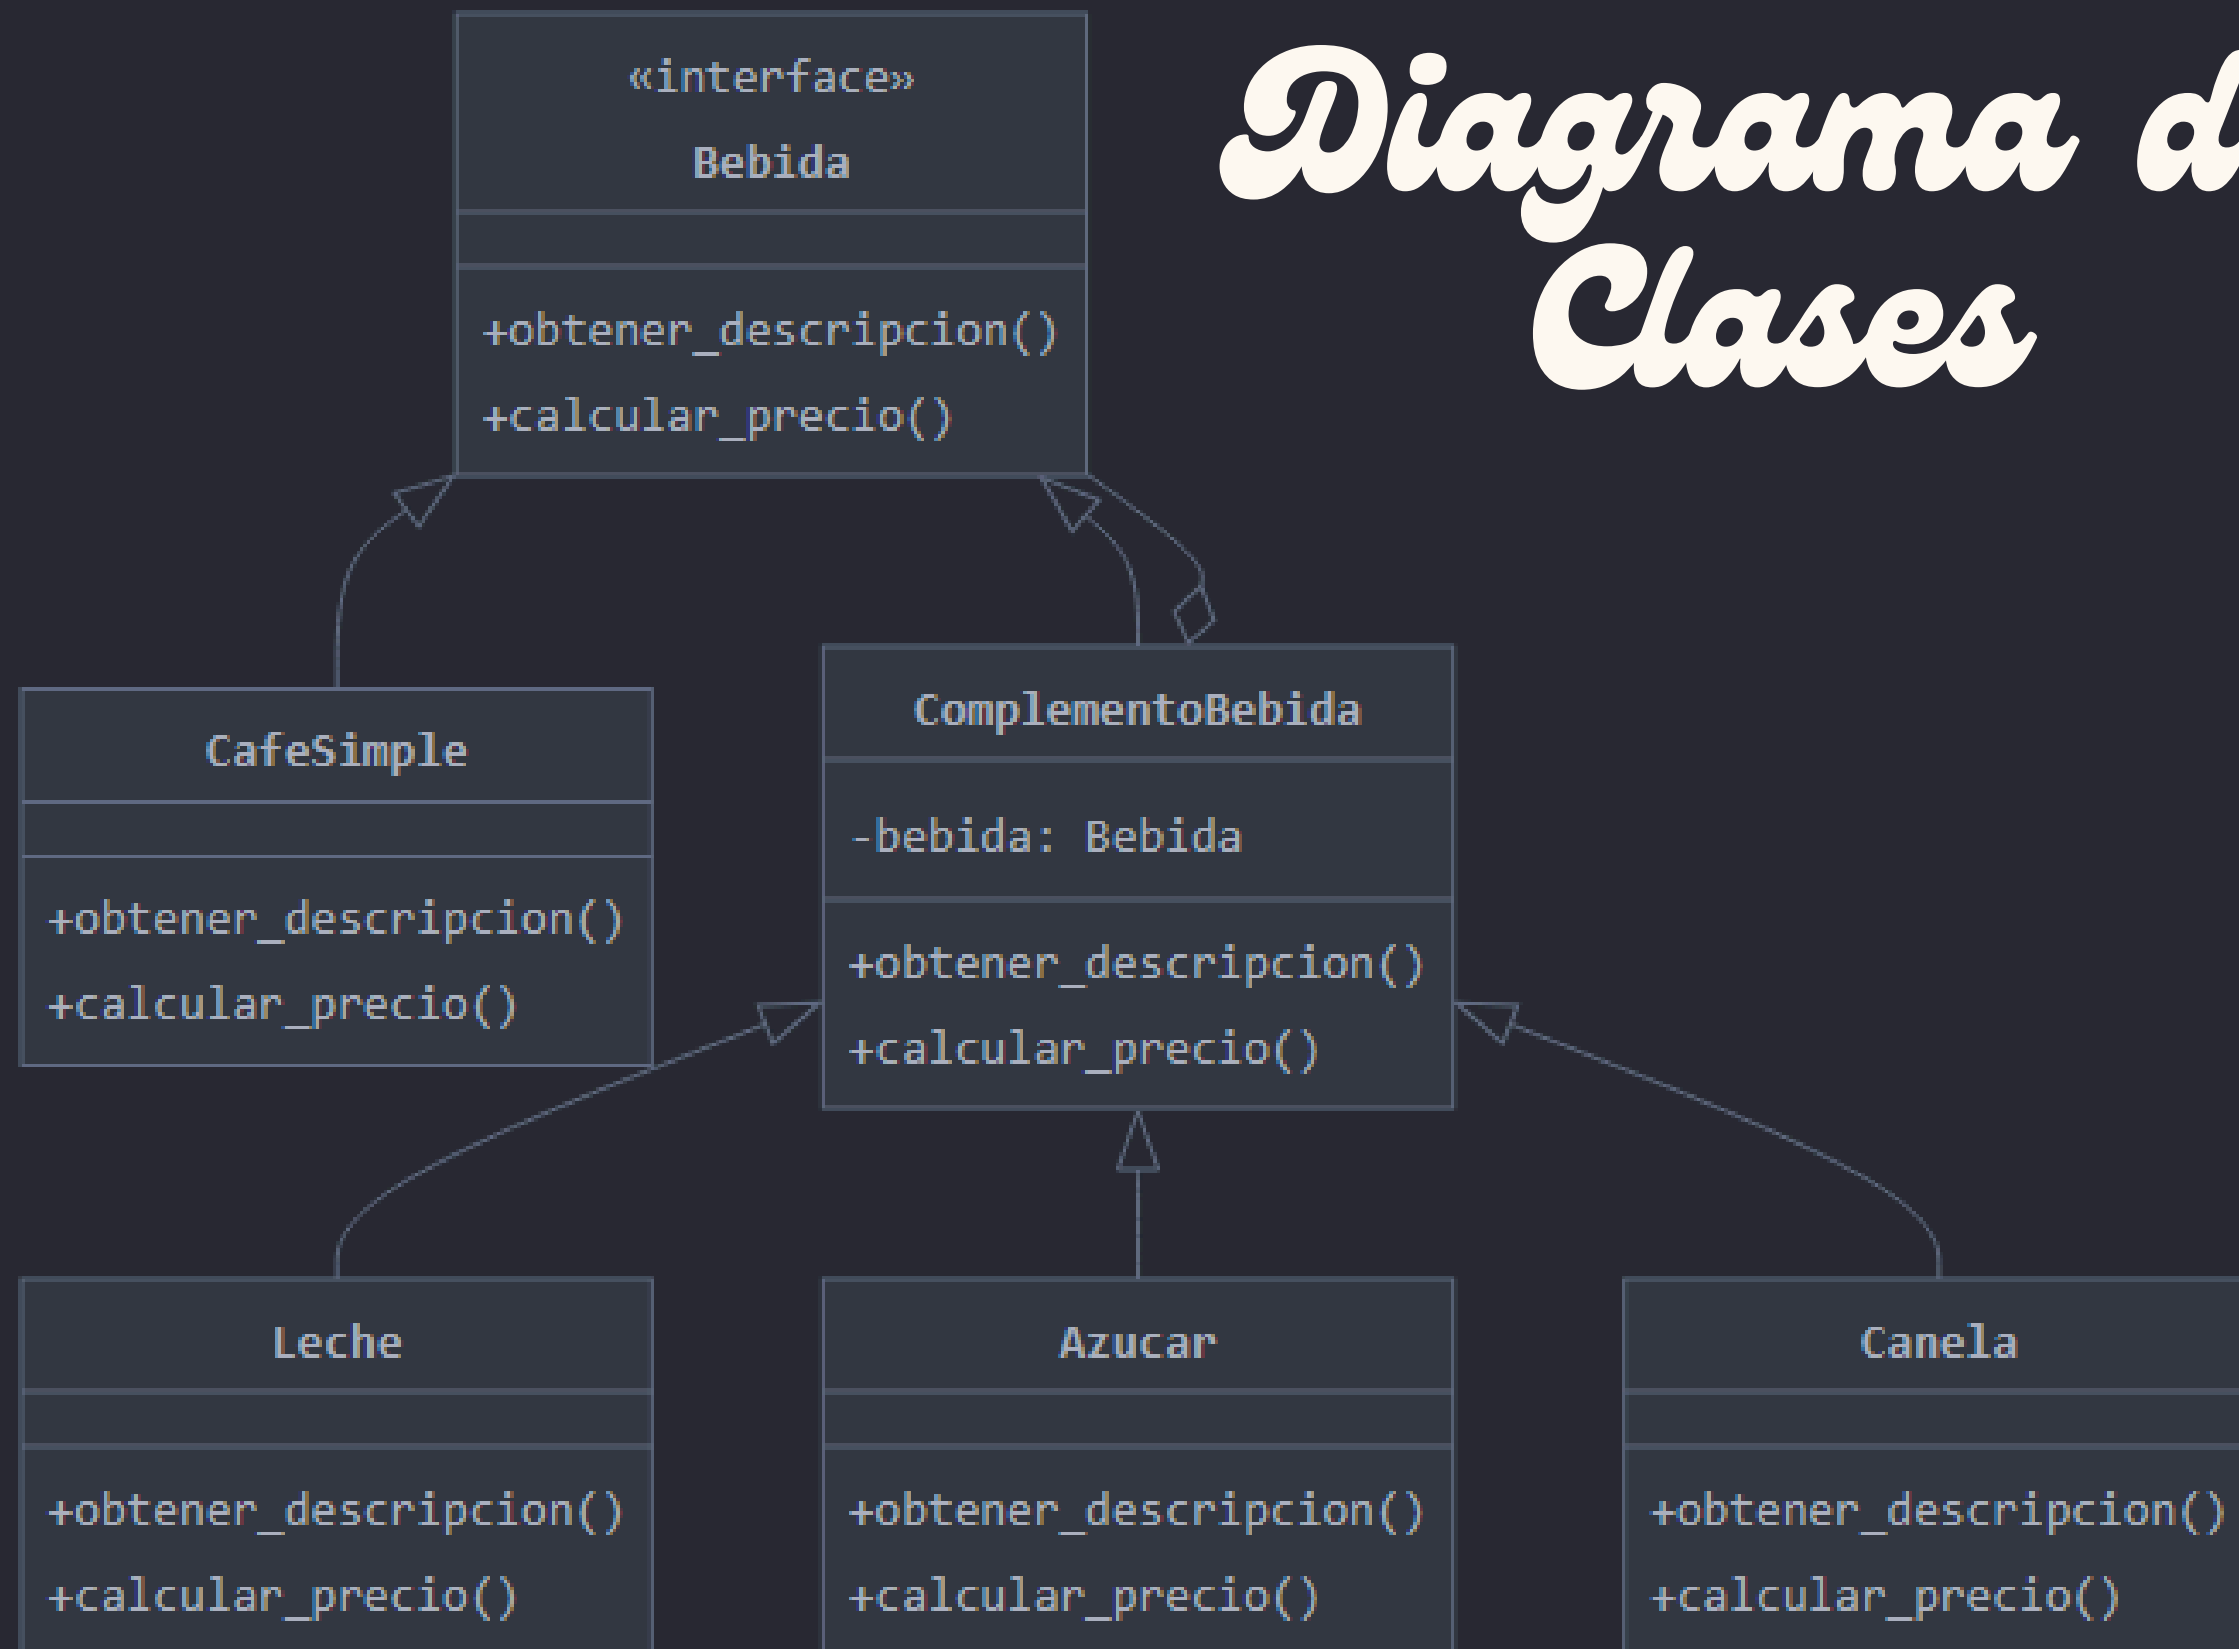 Diagrama d
Clases
«interface»
Bebida
+obtener_descripcion()
+calcular_precio()
CafeSimple
+obtener_descripcion()
+calcular_precio()
ComplementoBebida
-bebida: Bebida
+obtener_descripcion()
+calcular_precio()
Leche
+obtener_descripcion()
+calcular_precio()
Azucar
+obtener_descripcion()
+calcular_precio()
Canela
+obtener_descripcion()
+calcular_precio()